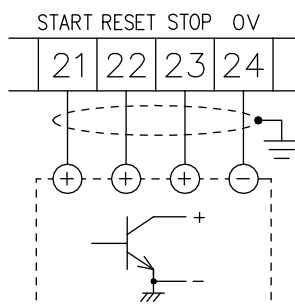 START RESET STOP 0V
21 22 23 24
+ + + −
+
−